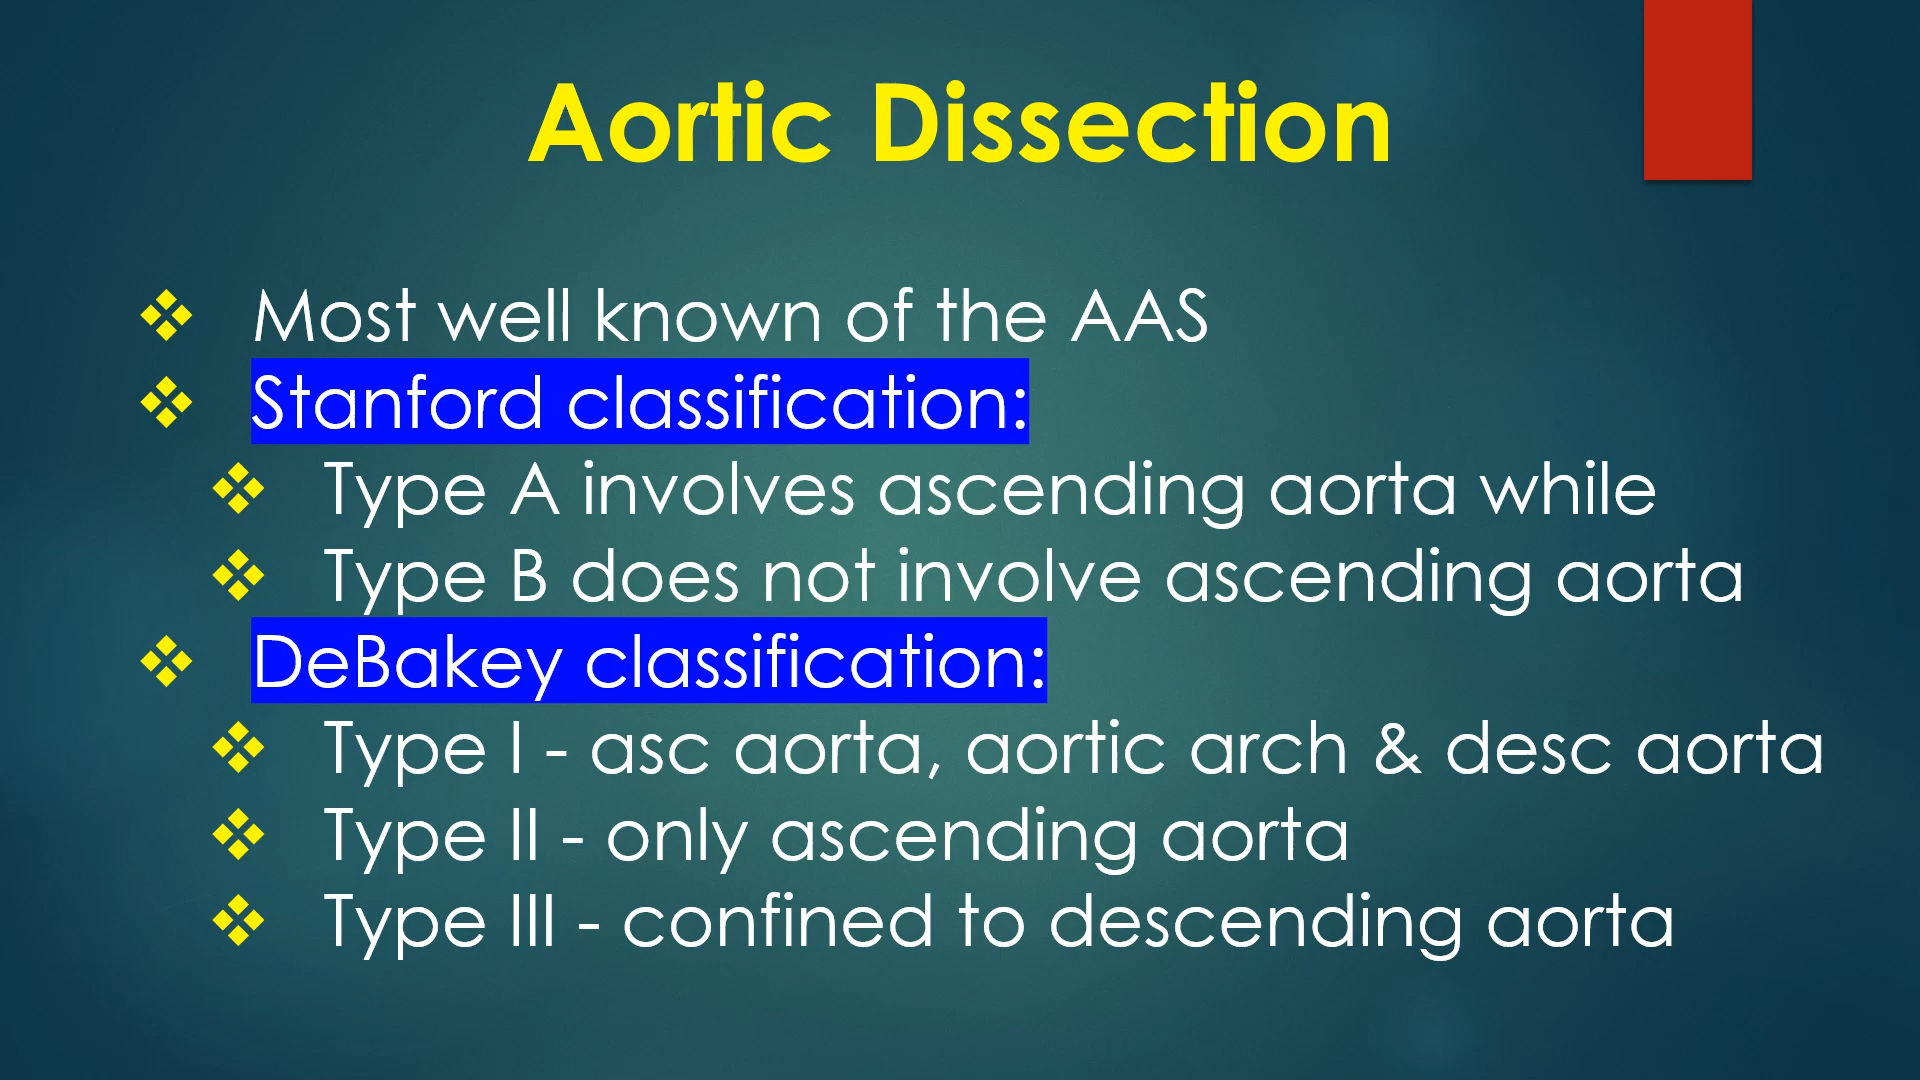 Aortic Dissection
Most well known of the AAS
Stanford classification:
Type A involves ascending aorta while
Type B does not involve ascending aorta
DeBakey classification:
Type I - asc aorta, aortic arch & desc aorta
Type II - only ascending aorta
Type III - confined to descending aorta